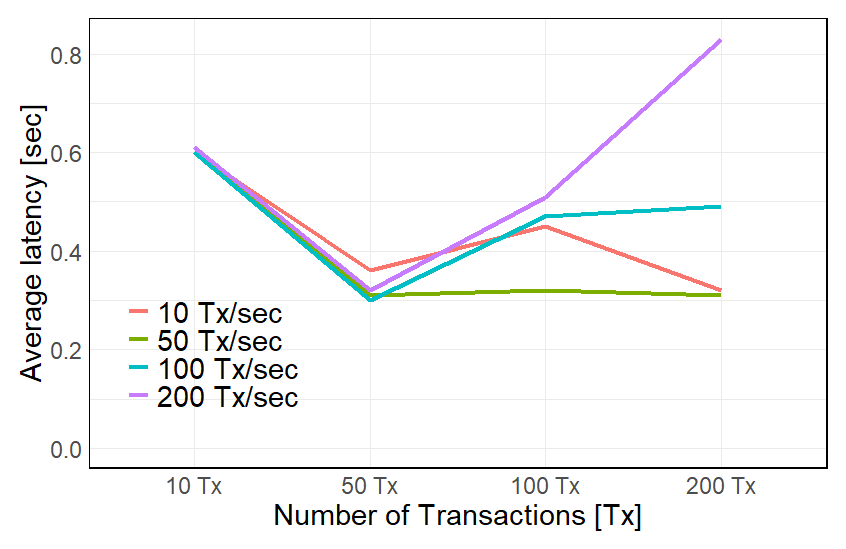 Average latency [sec]
0.8
0.6
0.4
0.2
0.0
10 Tx/sec
50 Tx/sec
100 Tx/sec
200 Tx/sec
10 Tx 50 Tx 100 Tx 200 Tx
Number of Transactions [Tx]